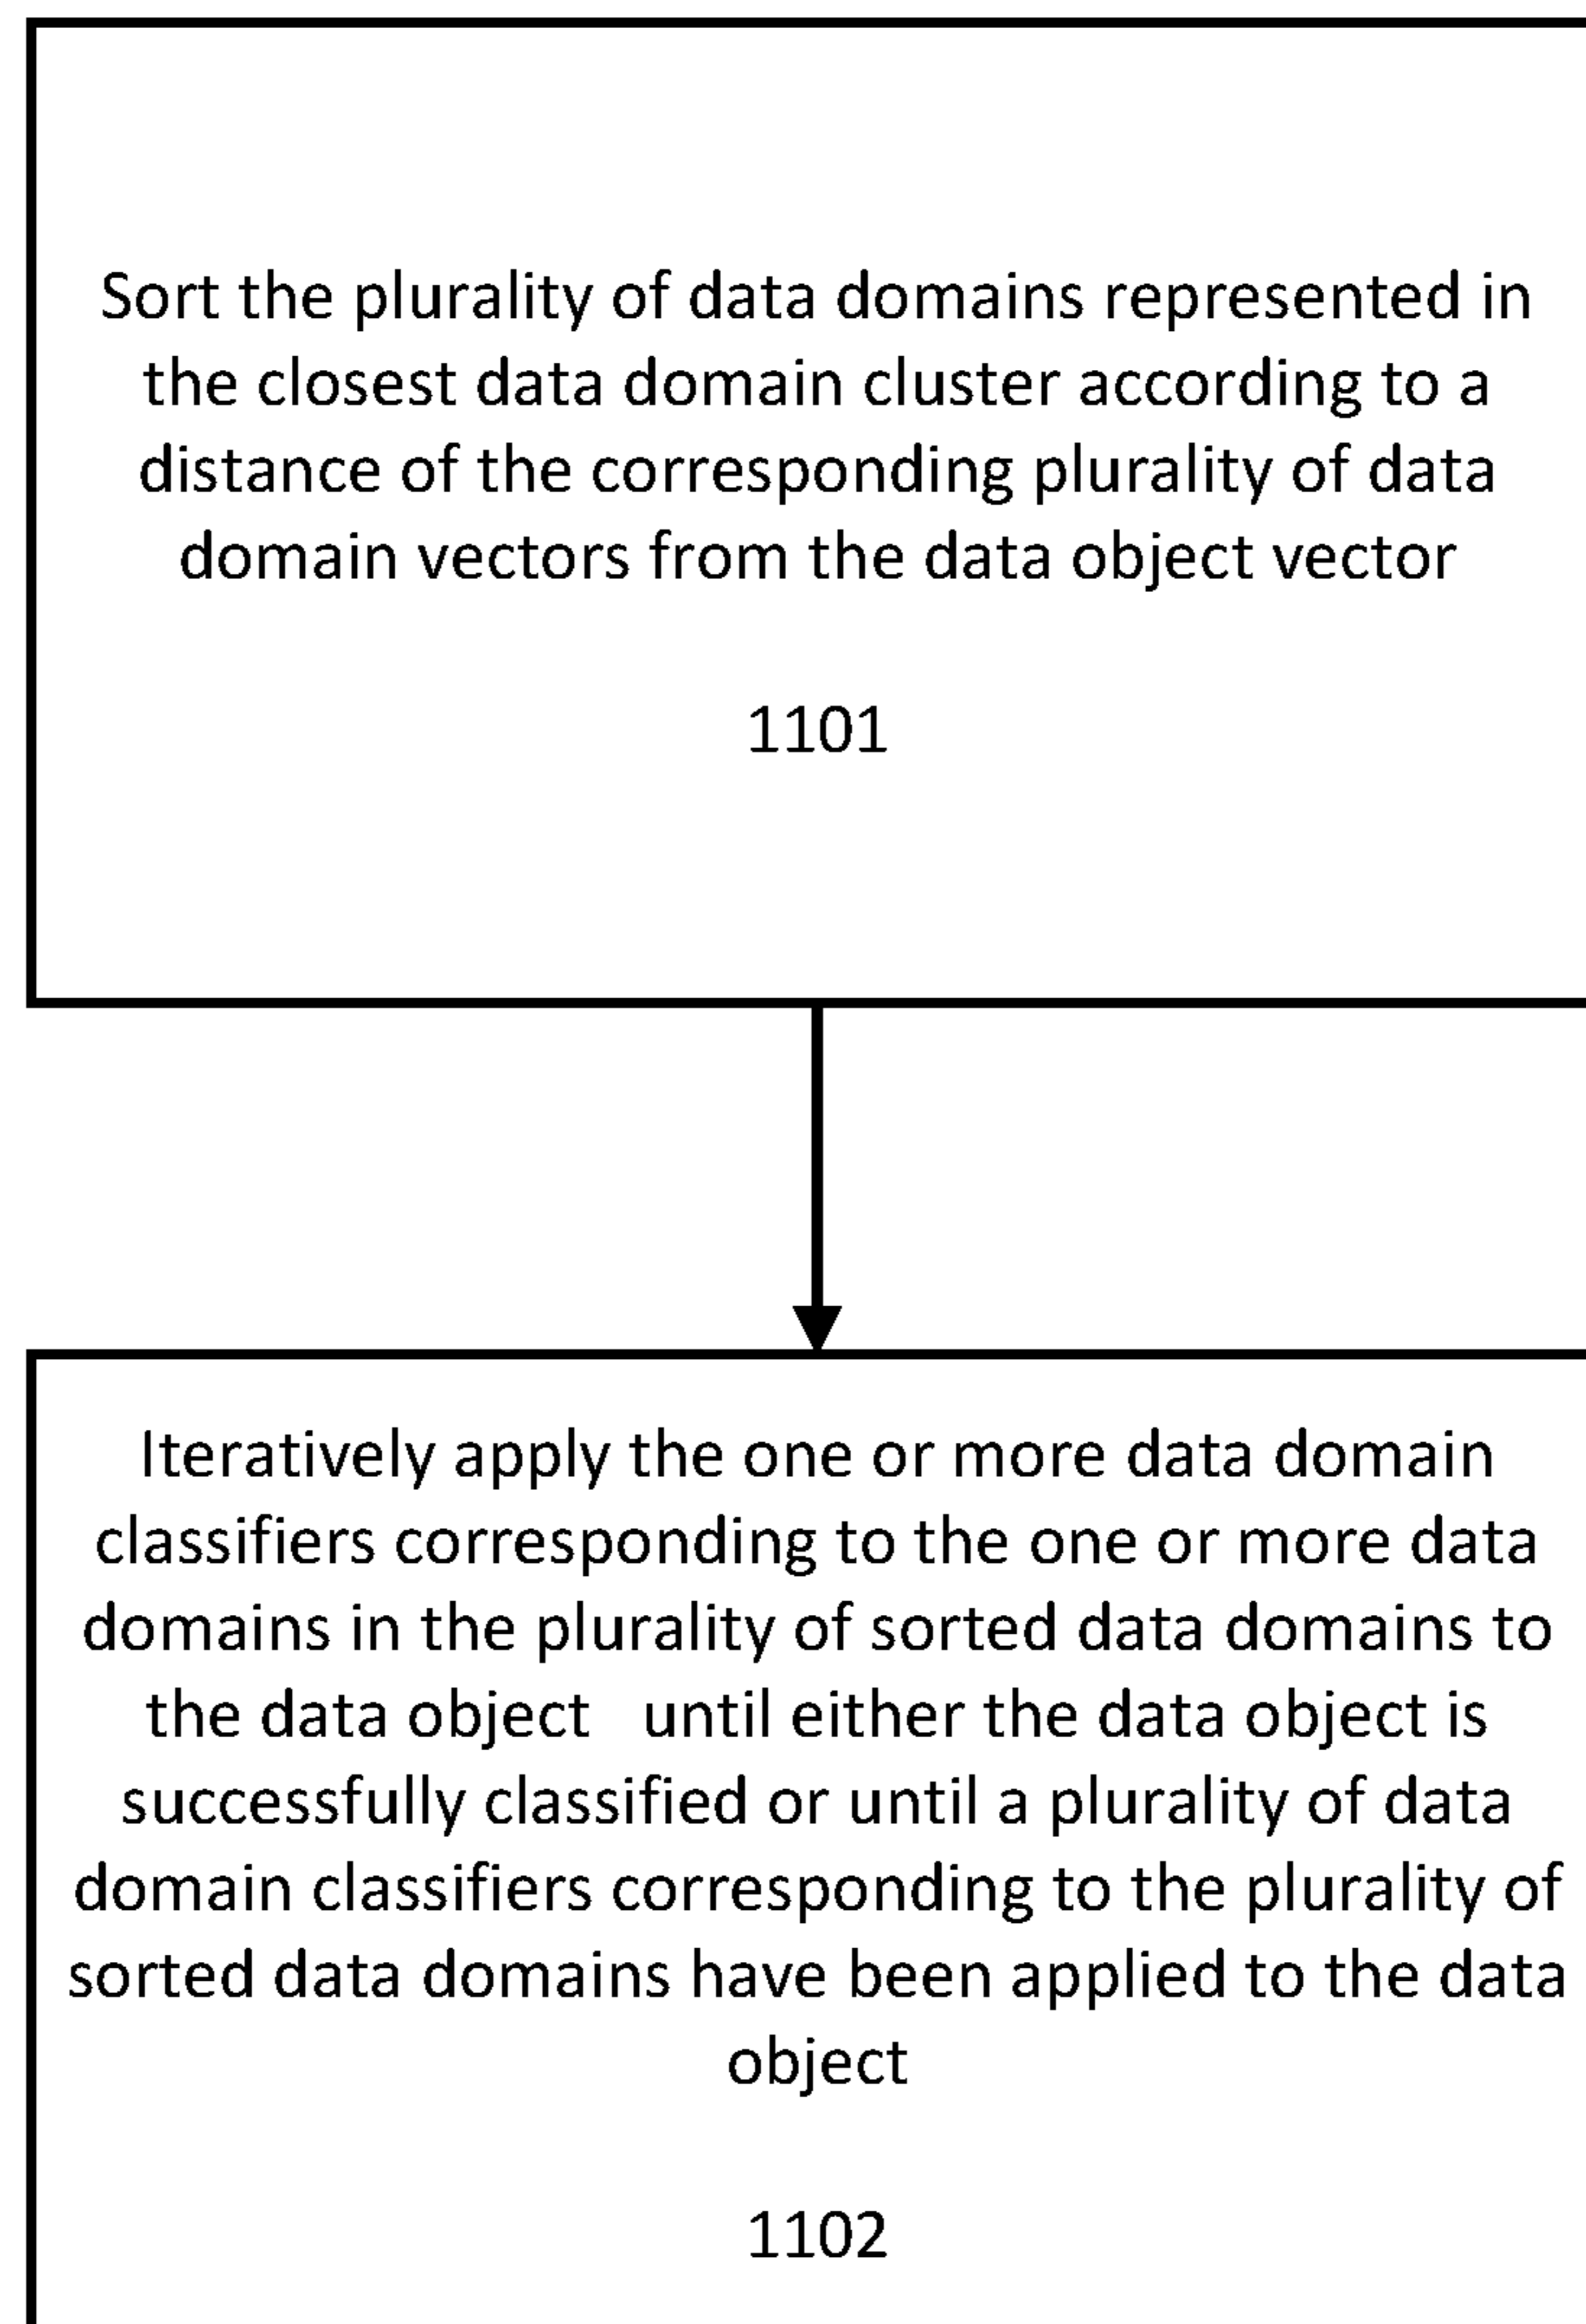 Sort the plurality of data domains represented in
the closest data domain cluster according to a
distance of the corresponding plurality of data
domain vectors from the data object vector
1101
Iteratively apply the one or more data domain
classifiers corresponding to the one or more data
domains in the plurality of sorted data domains to
the data object   until either the data object is
successfully classified or until a plurality of data
domain classifiers corresponding to the plurality of
sorted data domains have been applied to the data
object
1102